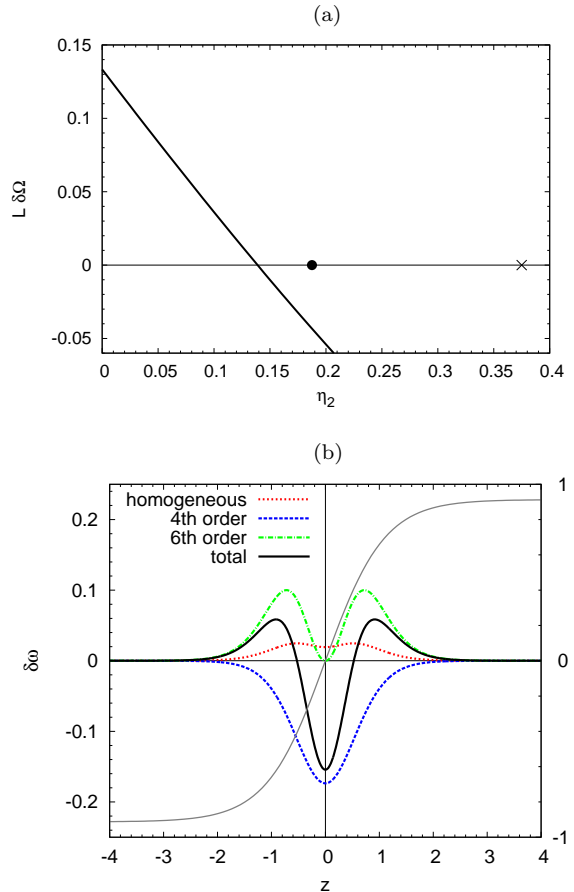 (a)
0.15
0.1
0.05
0
-0.05
L δΩ
0 0.05 0.1 0.15 0.2 0.25 0.3 0.35 0.4
η2
(b)
homogeneous
4th order
6th order
total
0.2
0.1
0
-0.1
-0.2
δω
1
0
-1
-4 -3 -2 -1 0 1 2 3 4
z